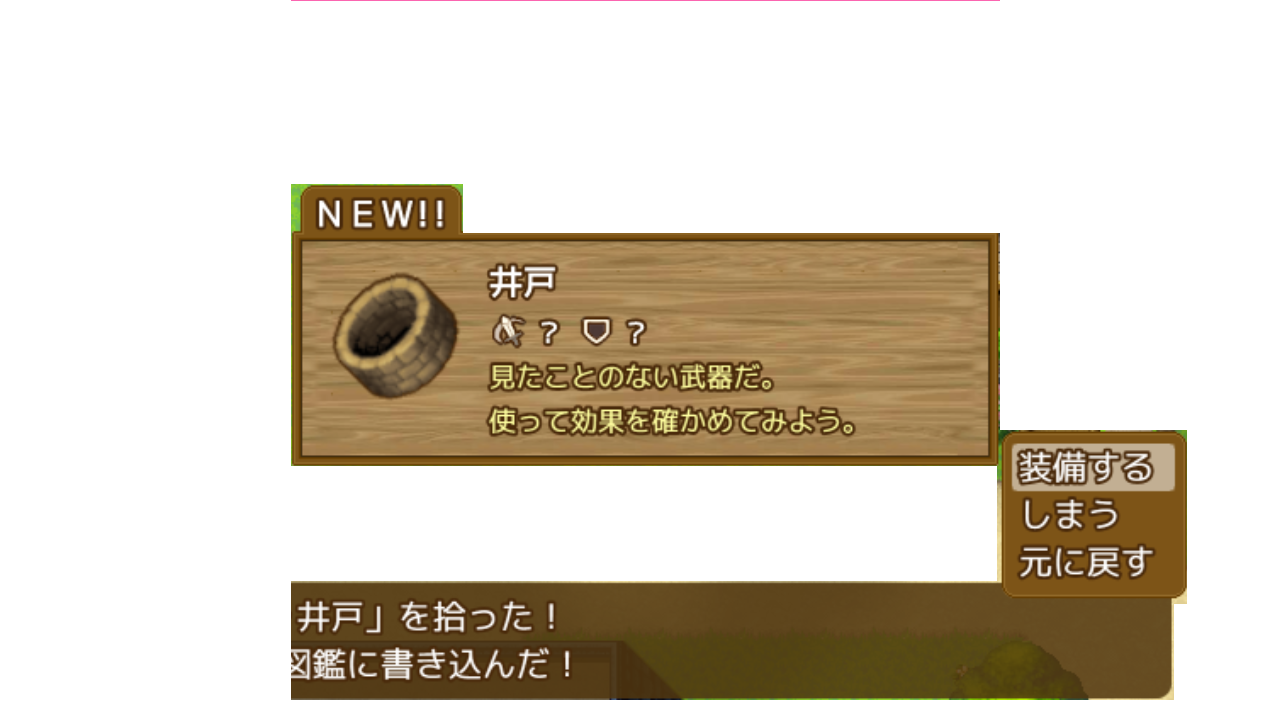 NEW!!
井戸
? ?
見たことのない武器だ。
使って効果を確かめてみよう。
装備する
しまう
元に戻す
井戸」を拾った！
図鑑に書き込んだ！